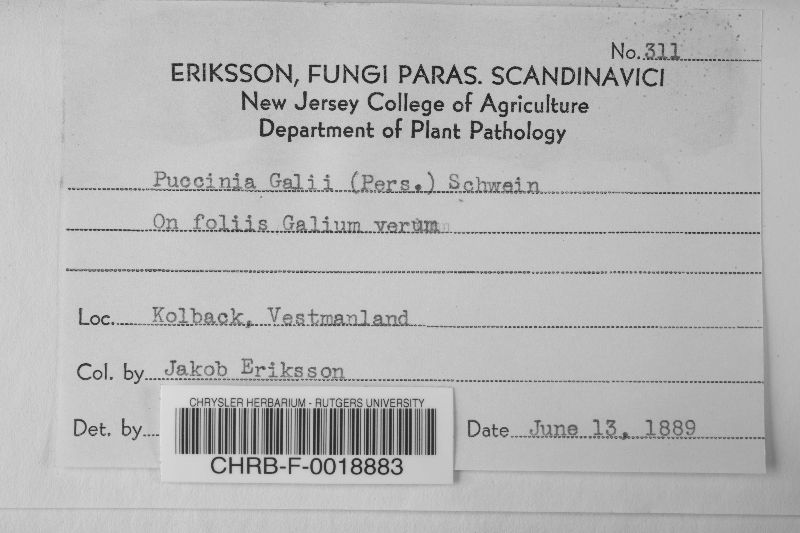 No. 311
ERIKSSON, FUNGI PARAS. SCANDINAVICI
New Jersey College of Agriculture
Department of Plant Pathology
Puccinia Galii (Pers.) Schwein
On foliis Galium verum
Loc. Kolback, Vestmanland
Col. by Jakob Eriksson
Det. by
Date June 13, 1889
CHRYSLER HERBARIUM - RUTGERS UNIVERSITY
CHRB-F-0018883